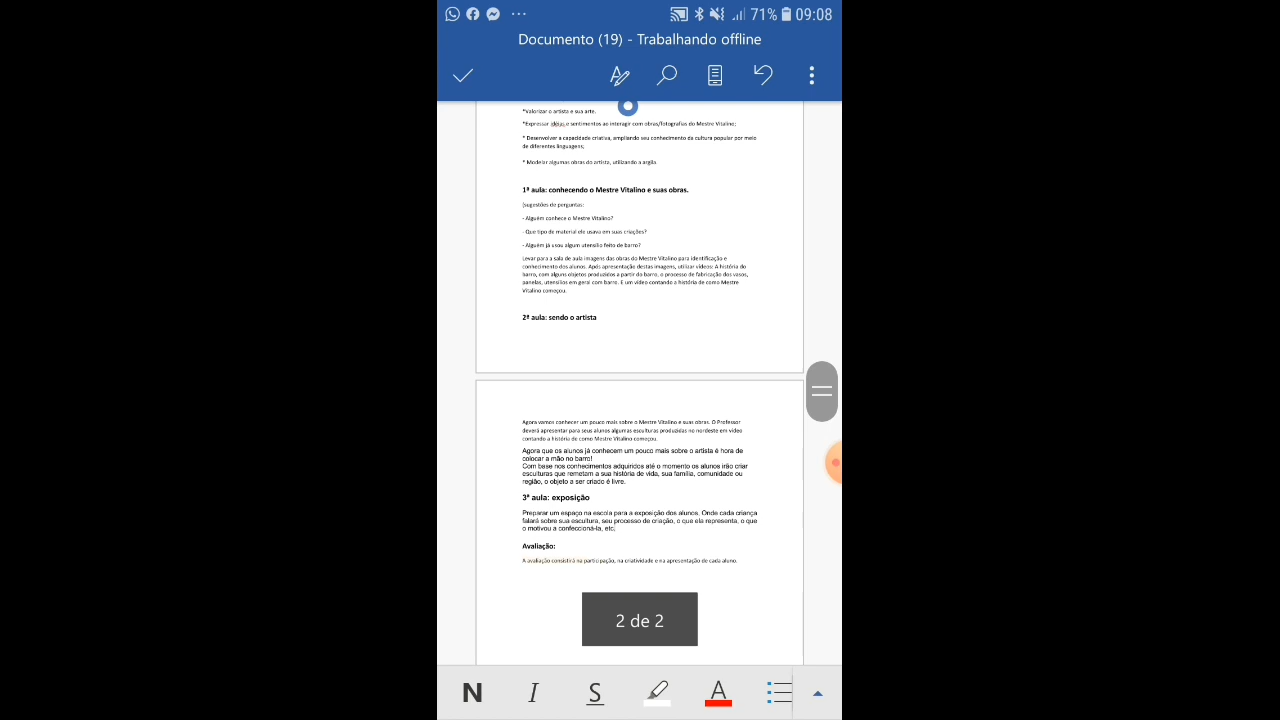 71% 09:08
Documento (19) - Trabalhando offline
*Valorizar o artista e sua arte.
*Expressar idéias e sentimentos ao interagir com obras/fotografias do Mestre Vitalino;
* Desenvolver a capacidade criativa, ampliando seu conhecimento da cultura popular por meio
de diferentes linguagens;
* Modelar algumas obras do artista, utilizando a argila.
1ª aula: conhecendo o Mestre Vitalino e suas obras.
(sugestões de perguntas:
- Alguém conhece o Mestre Vitalino?
- Que tipo de material ele usava em suas criações?
- Alguém já usou algum utensílio feito de barro?
Levar para a sala de aula imagens das obras do Mestre Vitalino para identificação e
conhecimento dos alunos. Após apresentação destas imagens, utilizar vídeos: A história do
barro, com alguns objetos produzidos a partir do barro, o processo de fabricação dos vasos,
panelas, utensílios em geral com barro. E um vídeo contando a história de como Mestre
Vitalino começou.
2ª aula: sendo o artista
Agora vamos conhecer um pouco mais sobre o Mestre Vitalino e suas obras. O Professor
deverá apresentar para seus alunos algumas esculturas produzidas no nordeste em vídeo
contando a história de como Mestre Vitalino começou.
Agora que os alunos já conhecem um pouco mais sobre o artista é hora de
colocar a mão no barro!
Com base nos conhecimentos adquiridos até o momento os alunos irão criar
esculturas que remetam a sua história de vida, sua família, comunidade ou
região, o objeto a ser criado é livre.
3ª aula: exposição
Preparar um espaço na escola para a exposição dos alunos. Onde cada criança
falará sobre sua escultura, seu processo de criação, o que ela representa, o que
o motivou a confeccioná-la, etc.
Avaliação:
A avaliação consistirá na participação, na criatividade e na apresentação de cada aluno.
2 de 2
N I S A